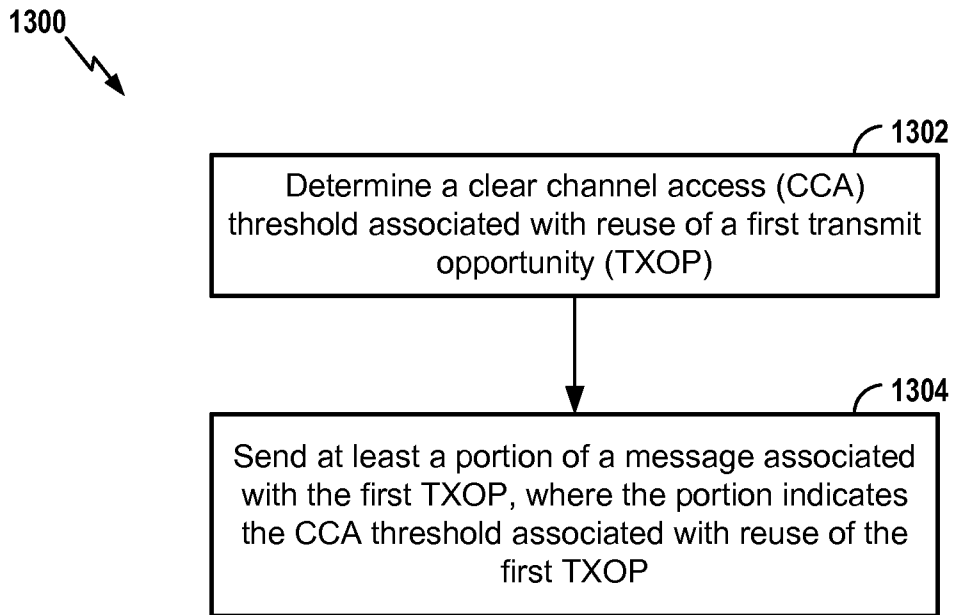 1300
1302
Determine a clear channel access (CCA)
threshold associated with reuse of a first transmit
opportunity (TXOP)
1304
Send at least a portion of a message associated
with the first TXOP, where the portion indicates
the CCA threshold associated with reuse of the
first TXOP